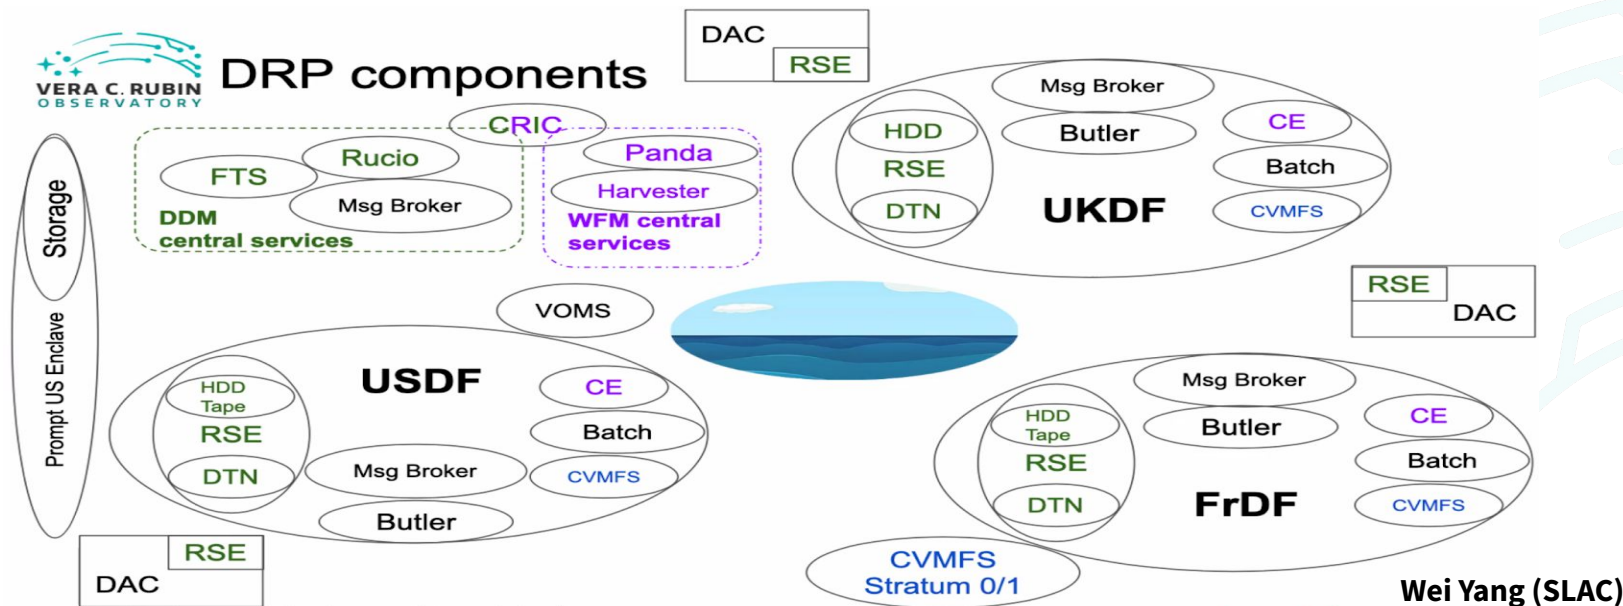 VERA C. RUBIN
OBSERVATORY
DRP components
DAC
RSE
CRIC
FTS
Rucio
Msg Broker
DDM
central services
Panda
Harvester
WFM central
services
Storage
Prompt US Enclave
Msg Broker
Butler
HDD
RSE
DTN
UKDF
CE
Batch
CVMFS
RSE
DAC
VOMS
USDF
HDD
Tape
RSE
DTN
Msg Broker
Butler
CE
Batch
CVMFS
RSE
DAC
Msg Broker
Butler
HDD
Tape
RSE
DTN
FrDF
CE
Batch
CVMFS
CVMFS
Stratum 0/1
Wei Yang (SLAC)